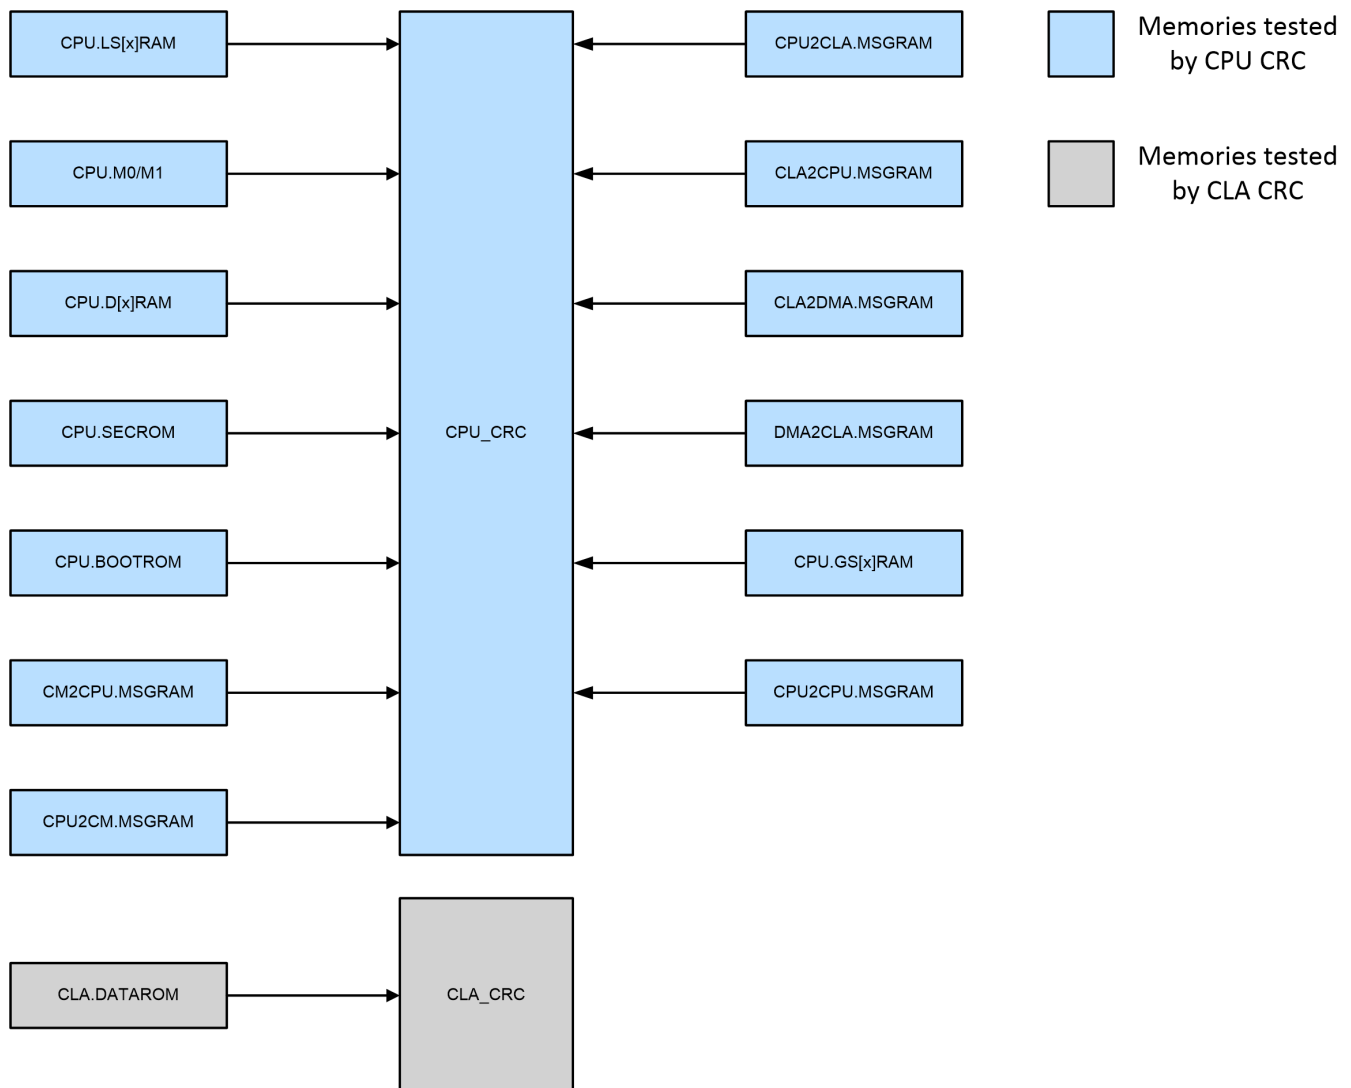 CPU.LS[x]RAM
CPU.M0/M1
CPU.D[x]RAM
CPU.SECROM
CPU.BOOTROM
CM2CPU.MSGRAM
CPU2CM.MSGRAM
CLA.DATAROM
CPU_CRC
CLA_CRC
CPU2CLA.MSGRAM
CLA2CPU.MSGRAM
CLA2DMA.MSGRAM
DMA2CLA.MSGRAM
CPU.GS[x]RAM
CPU2CPU.MSGRAM
Memories tested
by CPU CRC
Memories tested
by CLA CRC